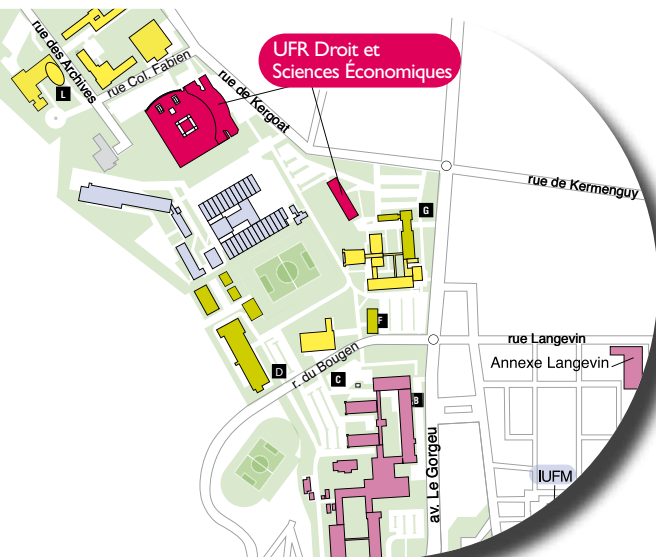 rue des Archives
L
rue Col. Fabien
UFR Droit et
Sciences Économiques
rue de Kergoat
rue de Kermenguy
G
F
rue Langevin
Annexe Langevin
D
r. du Bougen
C
B
av. Le Gorgeu
IUFM